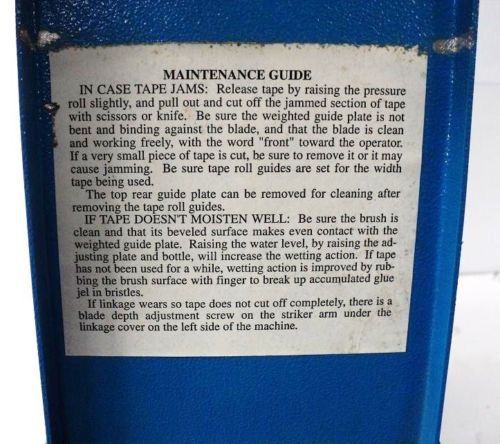 MAINTENANCE GUIDE
IN CASE TAPE JAMS: Release tape by raising the pressure
roll slightly, and pull out and cut off the jammed section of tape
with scissors or knife. Be sure the weighted guide plate is not
bent and binding against the blade, and that the blade is clean
and working freely, with the word "front" toward the operator.
If a very small piece of tape is cut, be sure to remove it or it may
cause jamming. Be sure tape roll guides are set for the width
tape being used.
The top rear guide plate can be removed for cleaning after
removing the tape roll guides.
IF TAPE DOESN'T MOISTEN WELL: Be sure the brush is
clean and that its beveled surface makes even contact with the
weighted guide plate. Raising the water level, by raising the ad-
justing plate and bottle, will increase the wetting action. If tape
has not been used for a while, wetting action is improved by rub-
bing the brush surface with finger to break up accumulated glue
jel in bristles.
If linkage wears so tape does not cut off completely, there is a
blade depth adjustment screw on the striker arm under the
linkage cover on the left side of the machine.